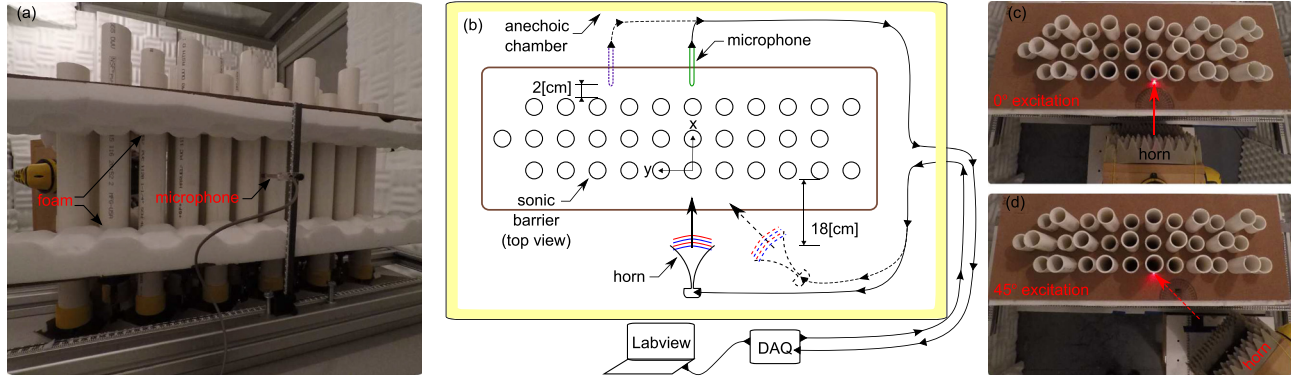 (a)
foam
microphone
(b)
anechoic
chamber
microphone
2[cm]
x
y
sonic
barrier
(top view)
18[cm]
horn
Labview
DAQ
(c)
0° excitation
horn
(d)
45° excitation
horn